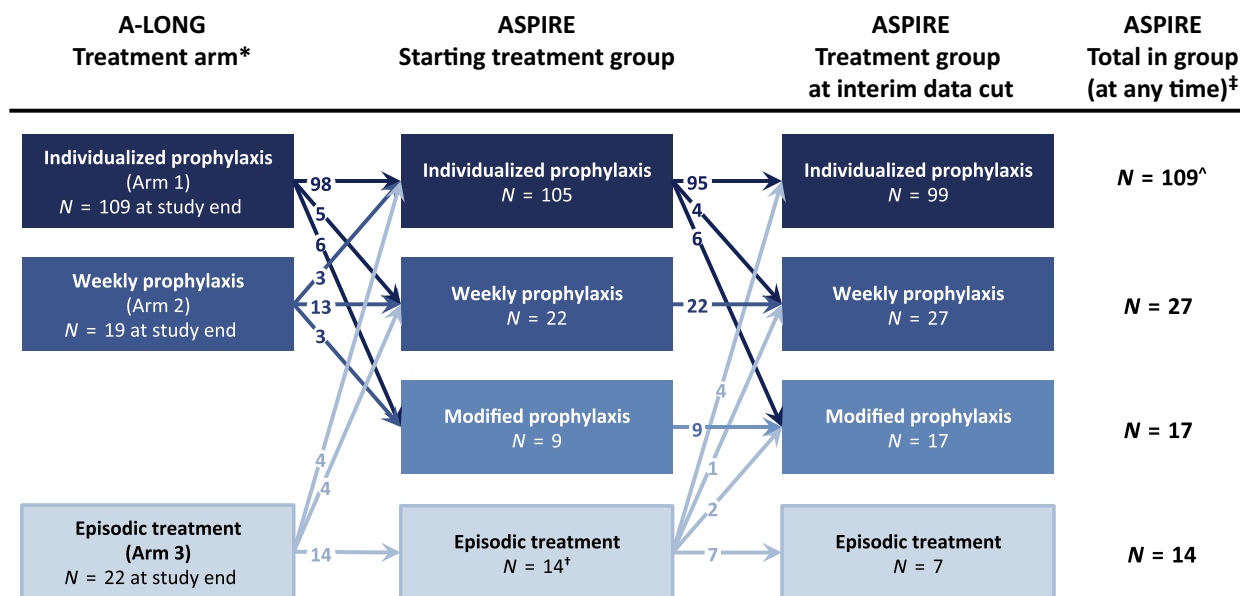 A-LONG
Treatment arm*
ASPIRE
Starting treatment group
ASPIRE
Treatment group
at interim data cut
ASPIRE
Total in group
(at any time)‡
Individualized prophylaxis
(Arm 1)
N = 109 at study end
98
5
6
Individualized prophylaxis
N = 105
95
4
6
Individualized prophylaxis
N = 99
N = 109^
Weekly prophylaxis
(Arm 2)
N = 19 at study end
3
13
3
Weekly prophylaxis
N = 22
22
Weekly prophylaxis
N = 27
N = 27
Modified prophylaxis
N = 9
9
Modified prophylaxis
N = 17
N = 17
Episodic treatment
(Arm 3)
N = 22 at study end
4
4
14
Episodic treatment
N = 14†
4
1
2
7
Episodic treatment
N = 7
N = 14